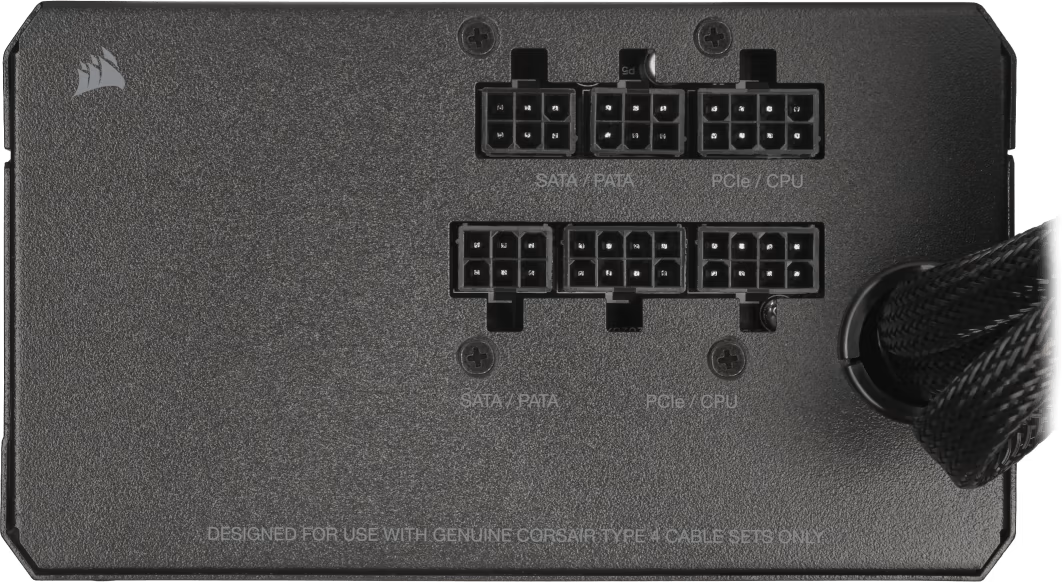 SATA / PATA
PCIe / CPU
SATA / PATA
PCIe / CPU
DESIGNED FOR USE WITH GENUINE CORSAIR TYPE 4 CABLE SETS ONLY